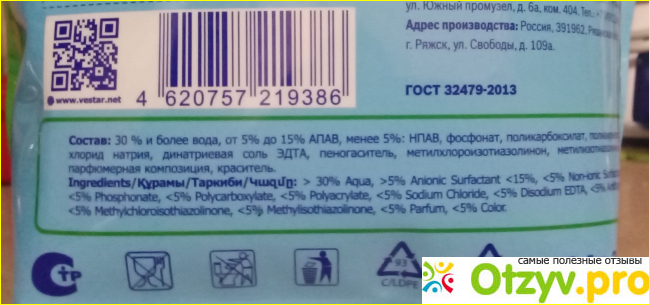 ул. Южный промузел, д. 6а, ком. 404. Тел.
Адрес производства: Россия, 391962,
г. Ряжск, ул. Свободы, д. 109а.
www.vestar.net
4 620757 219386
ГОСТ 32479-2013
Состав: 30 % и более вода, от 5% до 15% АПАВ, менее 5%: НПАВ, фосфонат, поликарбоксилат,
хлорид натрия, динатриевая соль ЭДТА, пеногаситель, метилхлороизотиазолинон,
парфюмерная композиция, краситель.
Ingredients/Құрамы/Таркиби/Կազմը: > 30% Aqua, >5% Anionic Surfactant <15%, <5% Non-ionic
<5% Phosphonate, <5% Polycarboxylate, <5% Polyacrylate, <5% Sodium Chloride, <5% Disodium EDTA, <5%
<5% Methylchloroisothiazolinone, <5% Methylisothiazolinone, <5% Parfum, <5% Color.
СТР
93
C/LDPE
самые полезные отзывы
Otzyv.pro